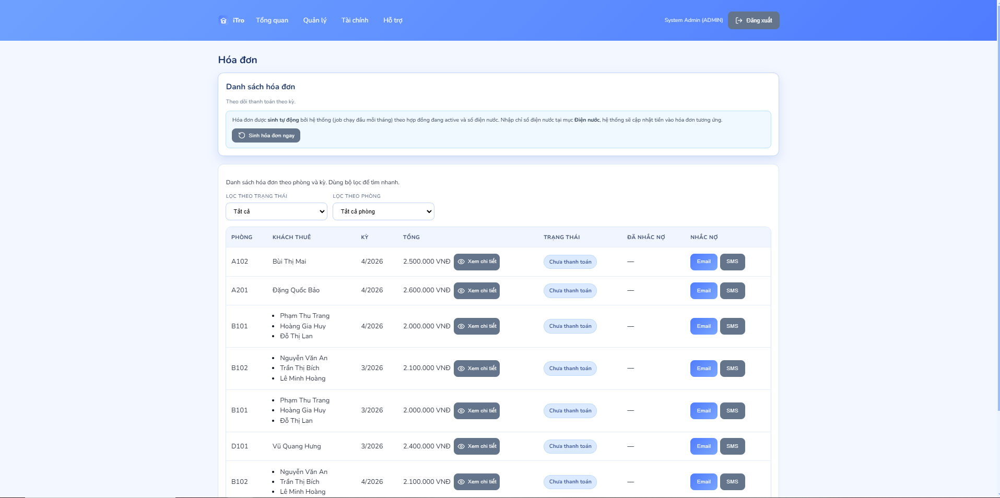 iTro Tổng quan Quản lý Tài chính Hỗ trợ System Admin (ADMIN) Đăng xuất
Hóa đơn
Danh sách hóa đơn
Theo dõi thanh toán theo kỳ.
Hóa đơn được sinh tự động bởi hệ thống (job chạy đầu mỗi tháng) theo hợp đồng đang active và số điện nước. Nhập chỉ số điện nước tại mục Điện nước, hệ thống sẽ cập nhật tiền vào hóa đơn tương ứng.
Sinh hóa đơn ngay
Danh sách hóa đơn theo phòng và kỳ. Dùng bộ lọc để tìm nhanh.
LỌC THEO TRẠNG THÁI LỌC THEO PHÒNG
Tất cả Tất cả phòng
PHÒNG KHÁCH THUÊ KỲ TỔNG TRẠNG THÁI ĐÃ NHẮC NỢ NHẮC NỢ
A102 Bùi Thị Mai 4/2026 2.500.000 VNĐ Xem chi tiết Chưa thanh toán — Email SMS
A201 Đặng Quốc Bảo 4/2026 2.600.000 VNĐ Xem chi tiết Chưa thanh toán — Email SMS
• Phạm Thu Trang
B101 • Hoàng Gia Huy 4/2026 2.000.000 VNĐ Xem chi tiết Chưa thanh toán — Email SMS
• Đỗ Thị Lan
• Nguyễn Văn An
B102 • Trần Thị Bích 3/2026 2.100.000 VNĐ Xem chi tiết Chưa thanh toán — Email SMS
• Lê Minh Hoàng
• Phạm Thu Trang
B101 • Hoàng Gia Huy 3/2026 2.000.000 VNĐ Xem chi tiết Chưa thanh toán — Email SMS
• Đỗ Thị Lan
D101 Vũ Quang Hưng 3/2026 2.400.000 VNĐ Xem chi tiết Chưa thanh toán — Email SMS
• Nguyễn Văn An
B102 • Trần Thị Bích 4/2026 2.100.000 VNĐ Xem chi tiết Chưa thanh toán — Email SMS
• Lê Minh Hoàng